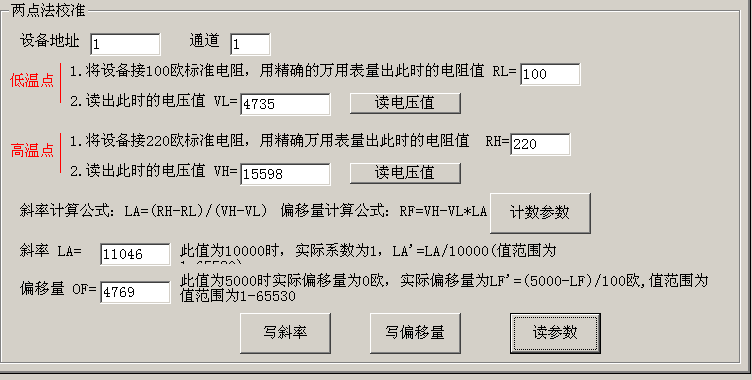 两点法校准
设备地址 1 通道 1
低温点
1.将设备接100欧标准电阻，用精确的万用表量出此时的电阻值 RL= 100
2.读出此时的电压值 VL= 4735 读电压值
高温点
1.将设备接220欧标准电阻，用精确万用表量出此时的电阻值 RH= 220
2.读出此时的电压值 VH= 15598 读电压值
斜率计算公式: LA=(RH-RL)/(VH-VL) 偏移量计算公式: RF=VH-VL*LA 计数参数
斜率 LA= 11046 此值为10000时，实际系数为1，LA'=LA/10000(值范围为
偏移量 OF= 4769 此值为5000时实际偏移量为0欧，实际偏移量为LF'=(5000-LF)/100欧,值范围为
值范围为1-65530
写斜率 写偏移量 读参数